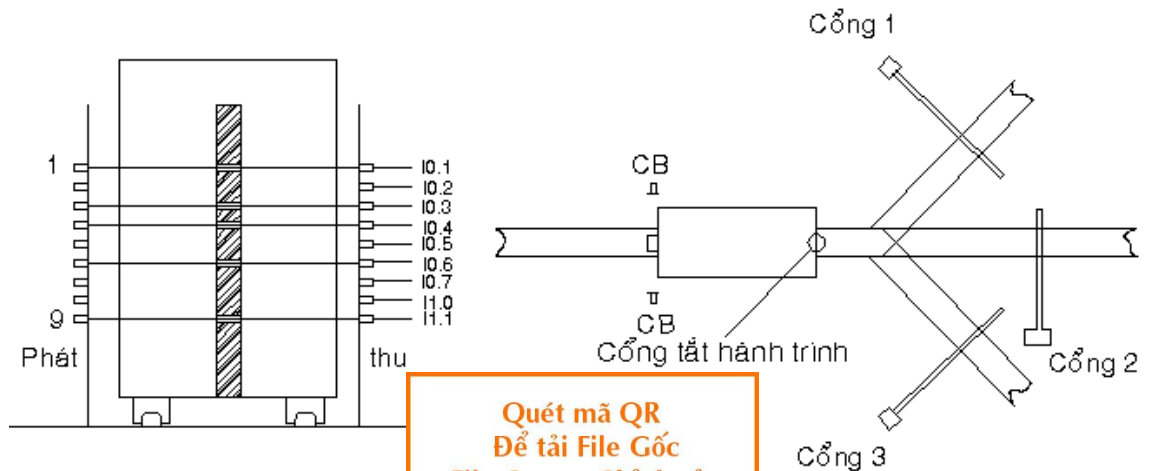 Cổng 1
1
I0.1
I0.2
I0.3
I0.4
I0.5
I0.6
I0.7
I1.0
I1.1
9
Phát
thu
CB
CB
Cổng tắt hành trình
Cổng 2
Cổng 3
Quét mã QR
Để tải File Gốc